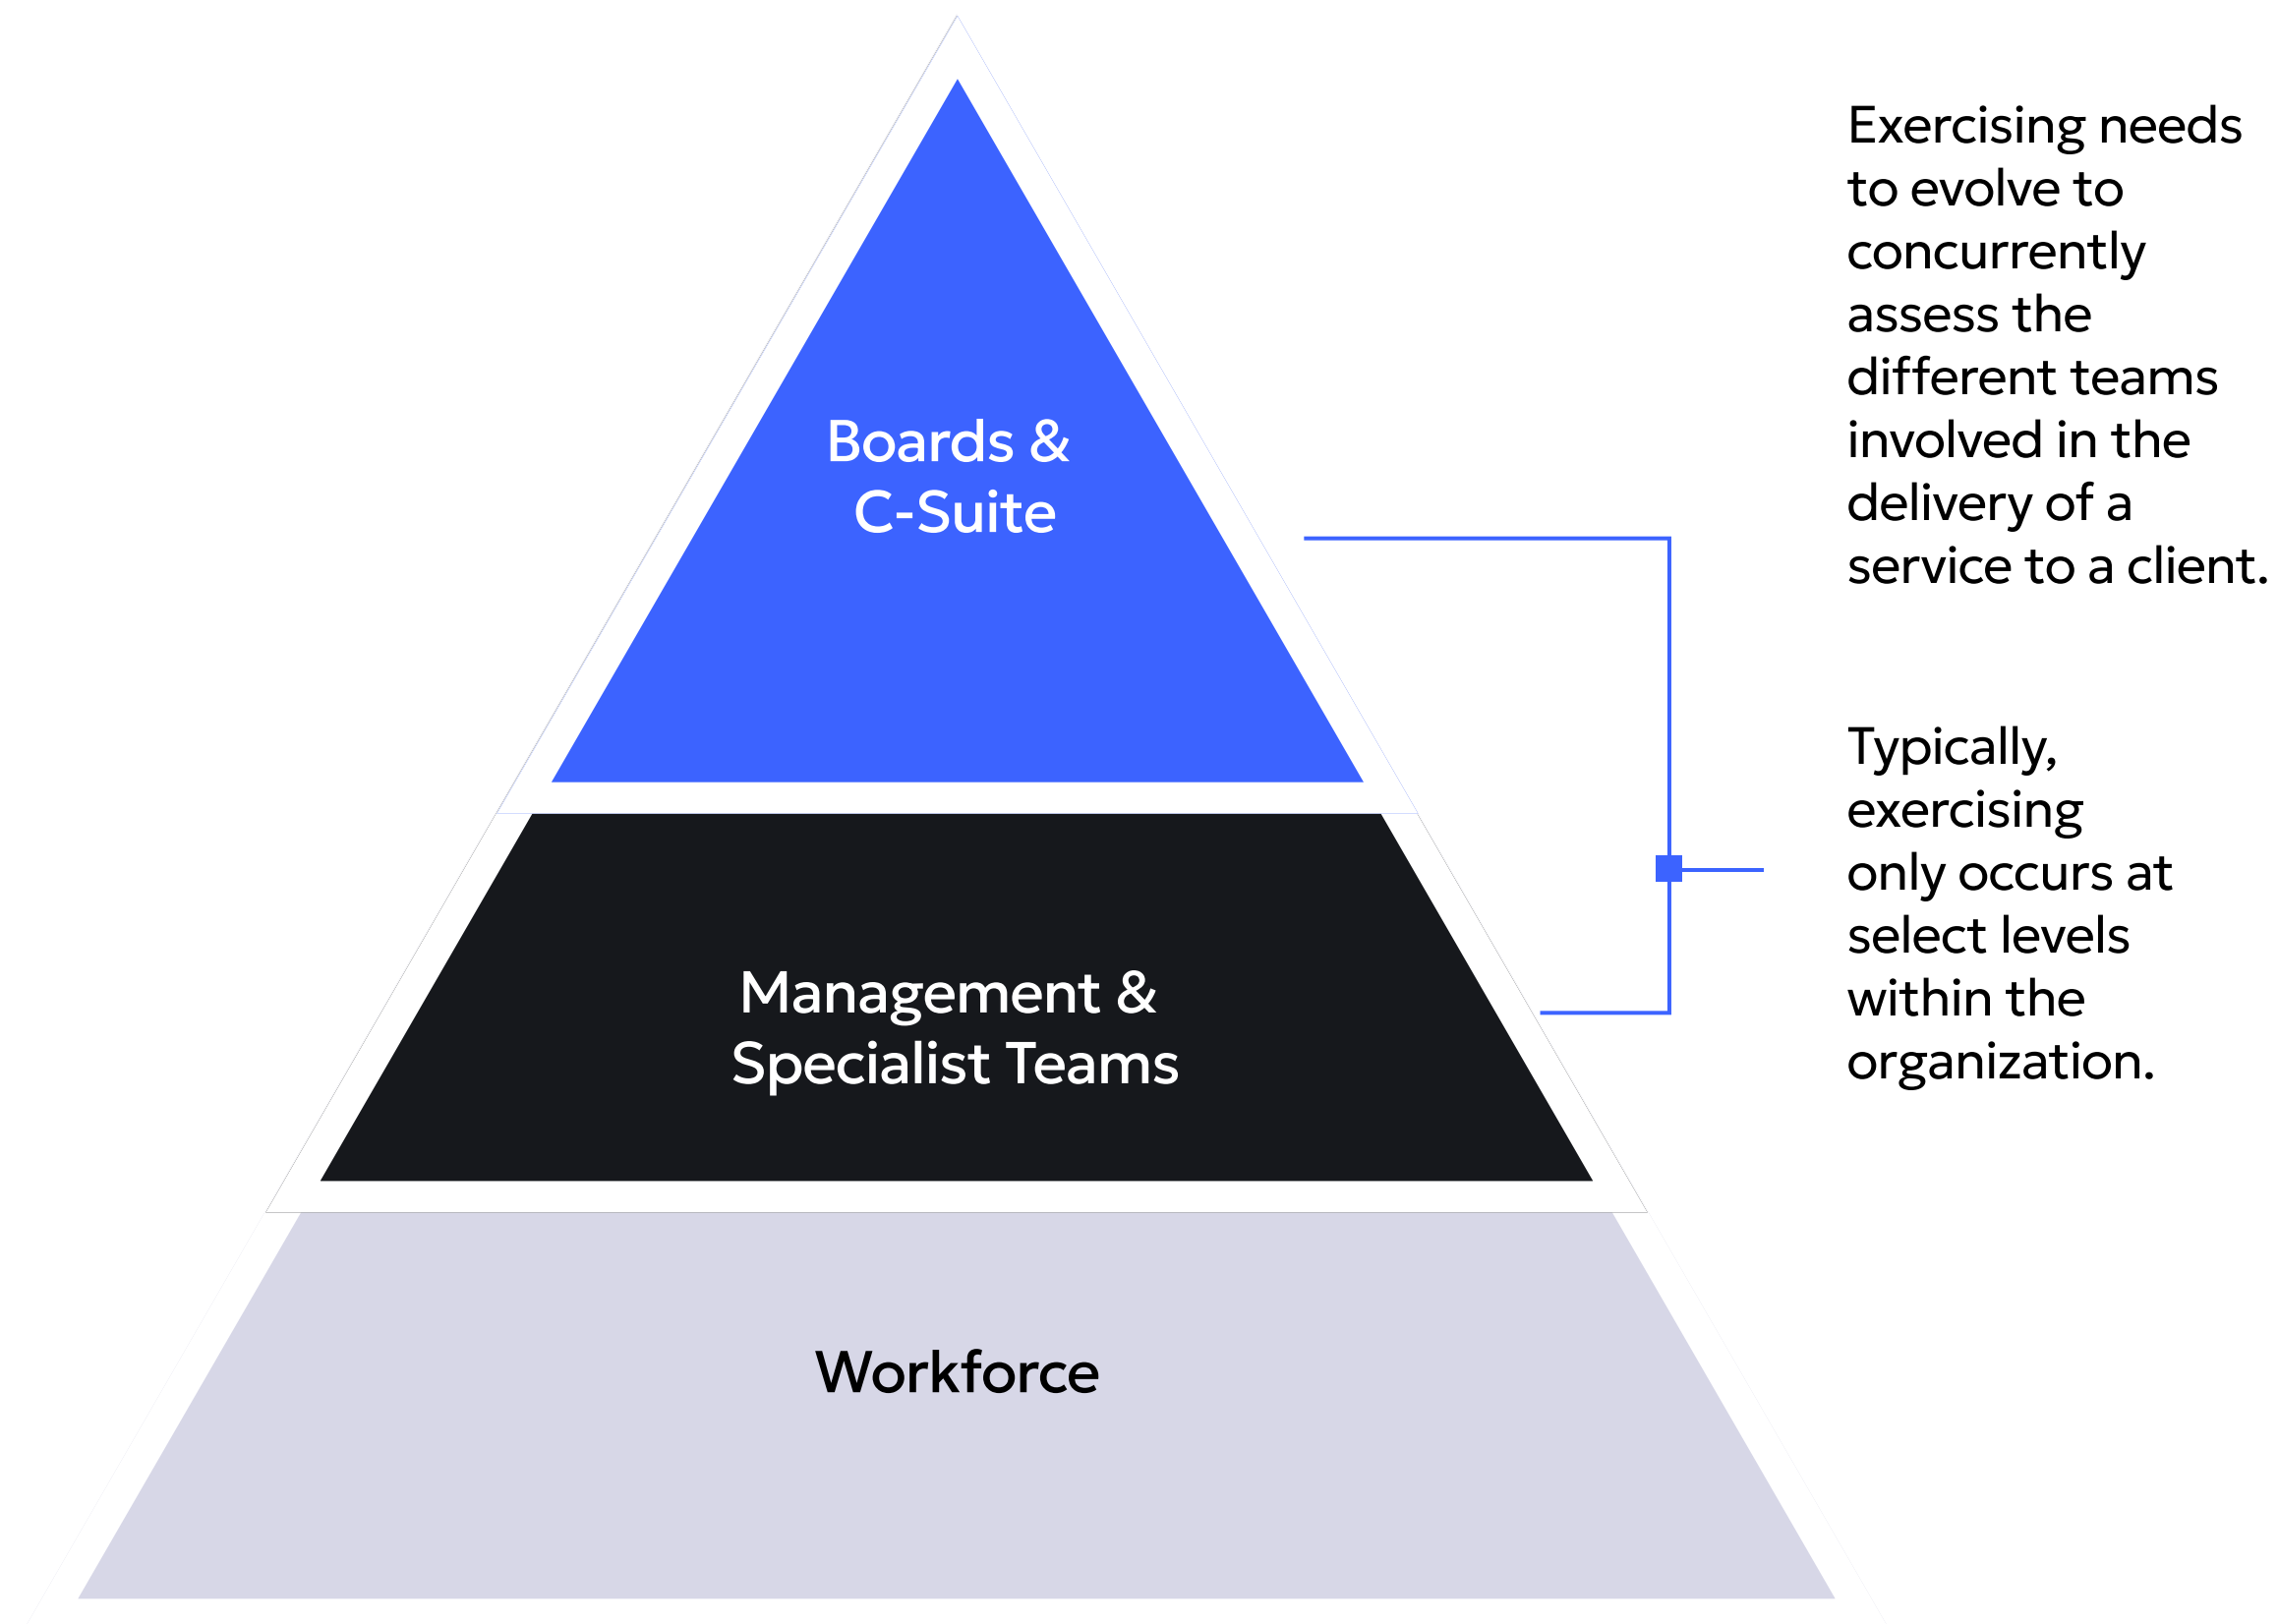 Boards &
C-Suite
Management &
Specialist Teams
Workforce
Exercising needs
to evolve to
concurrently
assess the
different teams
involved in the
delivery of a
service to a client.
Typically,
exercising
only occurs at
select levels
within the
organization.